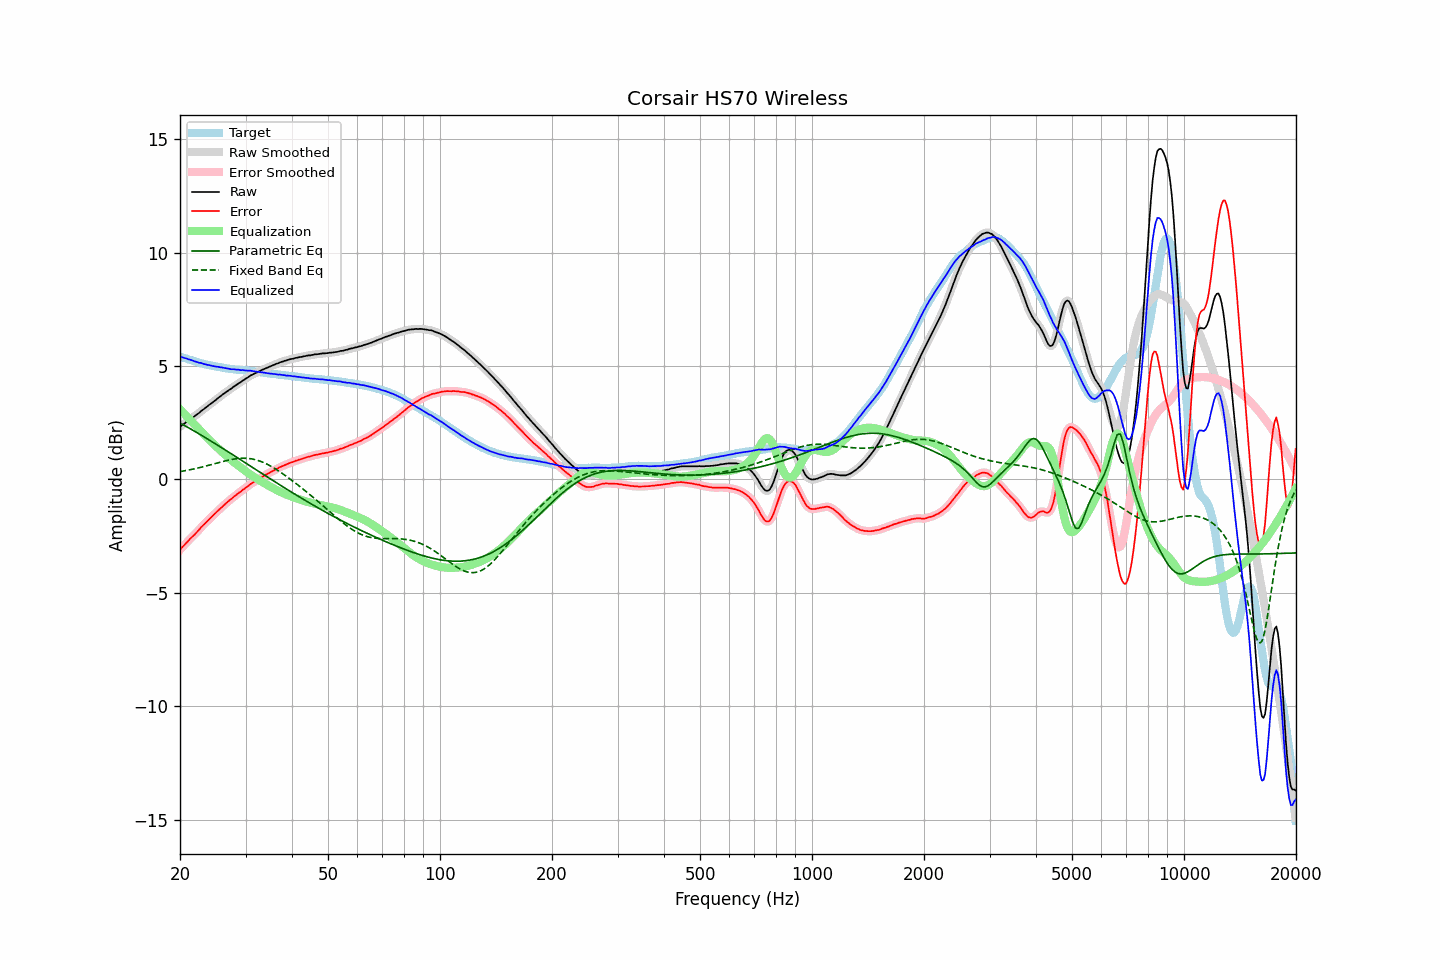 Corsair HS70 Wireless
Target
Raw Smoothed
Error Smoothed
Raw
Error
Equalization
Parametric Eq
Fixed Band Eq
Equalized
Amplitude (dBr)
15
10
5
0
−5
−10
−15
20
50
100
200
500
1000
2000
5000
10000
20000
Frequency (Hz)